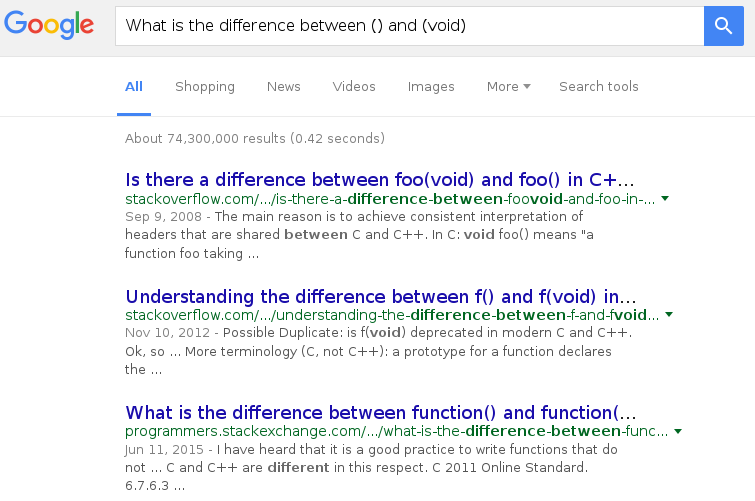 Google
What is the difference between () and (void)
All Shopping News Videos Images More Search tools
About 74,300,000 results (0.42 seconds)
Is there a difference between foo(void) and foo() in C+...
stackoverflow.com/.../is-there-a-difference-between-foovoid-and-foo-in-...
Sep 9, 2008 - The main reason is to achieve consistent interpretation of
headers that are shared between C and C++. In C: void foo() means "a
function foo taking ...
Understanding the difference between f() and f(void) in...
stackoverflow.com/.../understanding-the-difference-between-f-and-fvoid...
Nov 10, 2012 - Possible Duplicate: is f(void) deprecated in modern C and C++.
Ok, so ... More terminology (C, not C++): a prototype for a function declares
the ...
What is the difference between function() and function(...
programmers.stackexchange.com/.../what-is-the-difference-between-func...
Jun 11, 2015 - I have heard that it is a good practice to write functions that do
not ... C and C++ are different in this respect. C 2011 Online Standard.
6.7.6.3 ...